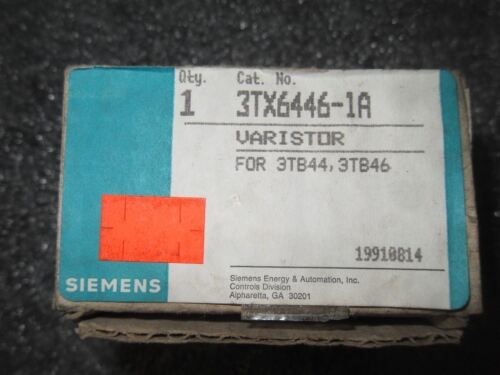 Qty. Cat. No.
1 3TX6446-1A
VARISTOR
FOR 3TB44, 3TB46
19910814
SIEMENS
Siemens Energy & Automation, Inc.
Controls Division
Alpharetta, GA 30201